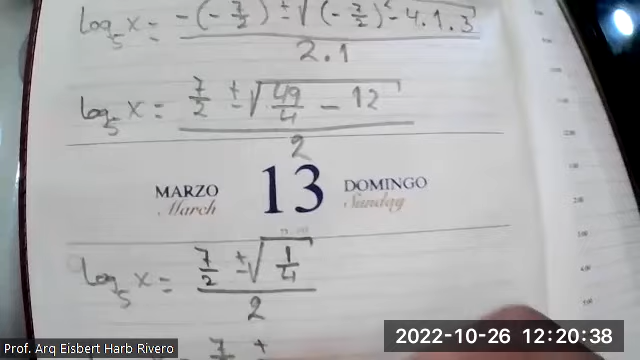 log₅ x = -(-7/2) ± √(-7/2)² - 4.1.3 / 2.1
log₅ x = 7/2 ± √49/4 - 12 / 2
MARZO 13 DOMINGO
March Sunday
log₅ x = 7/2 ± √1/4 / 2
7/2 ±
Prof. Arq Eisbert Harb Rivero
2022-10-26 12:20:38